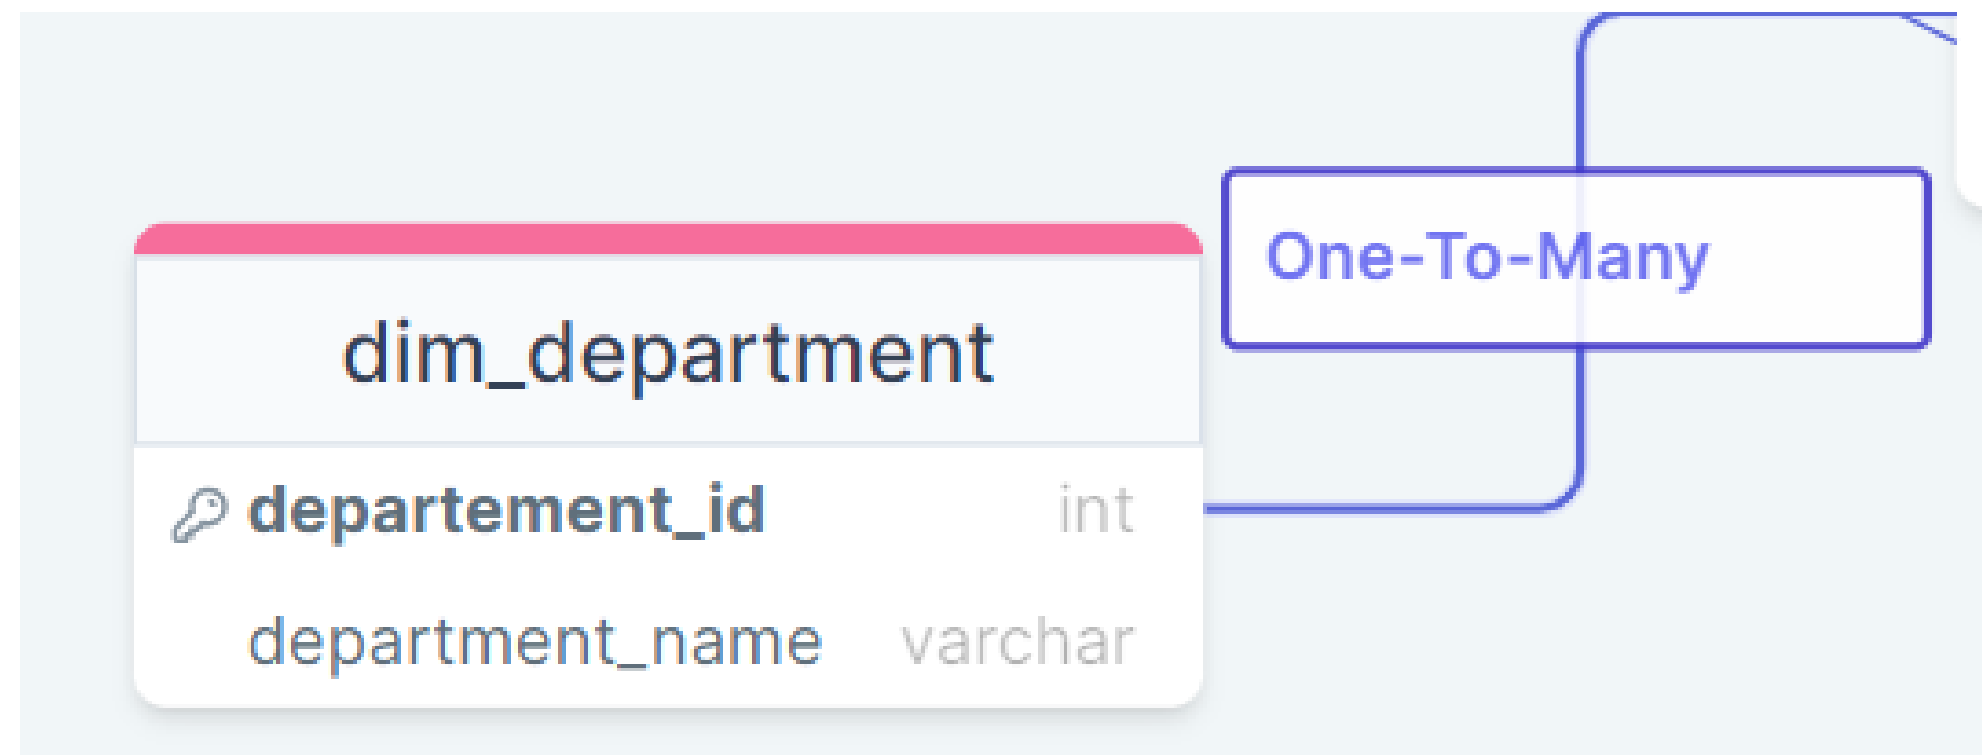 One-To-Many
dim_department
departement_id int
department_name varchar